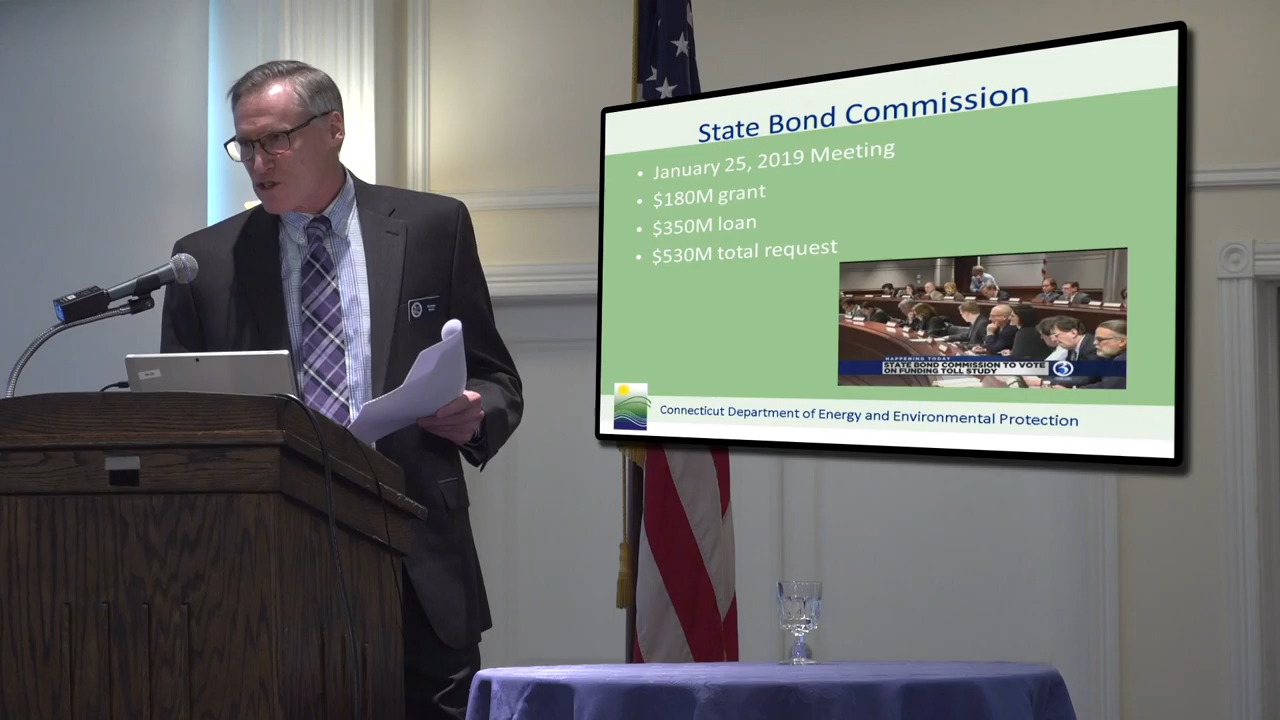 State Bond Commission
• January 25, 2019 Meeting
• $180M grant
• $350M loan
• $530M total request
HAPPENING TODAY
STATE BOND COMMISSION TO VOTE
ON FUNDING TOLL STUDY
3
Connecticut Department of Energy and Environmental Protection